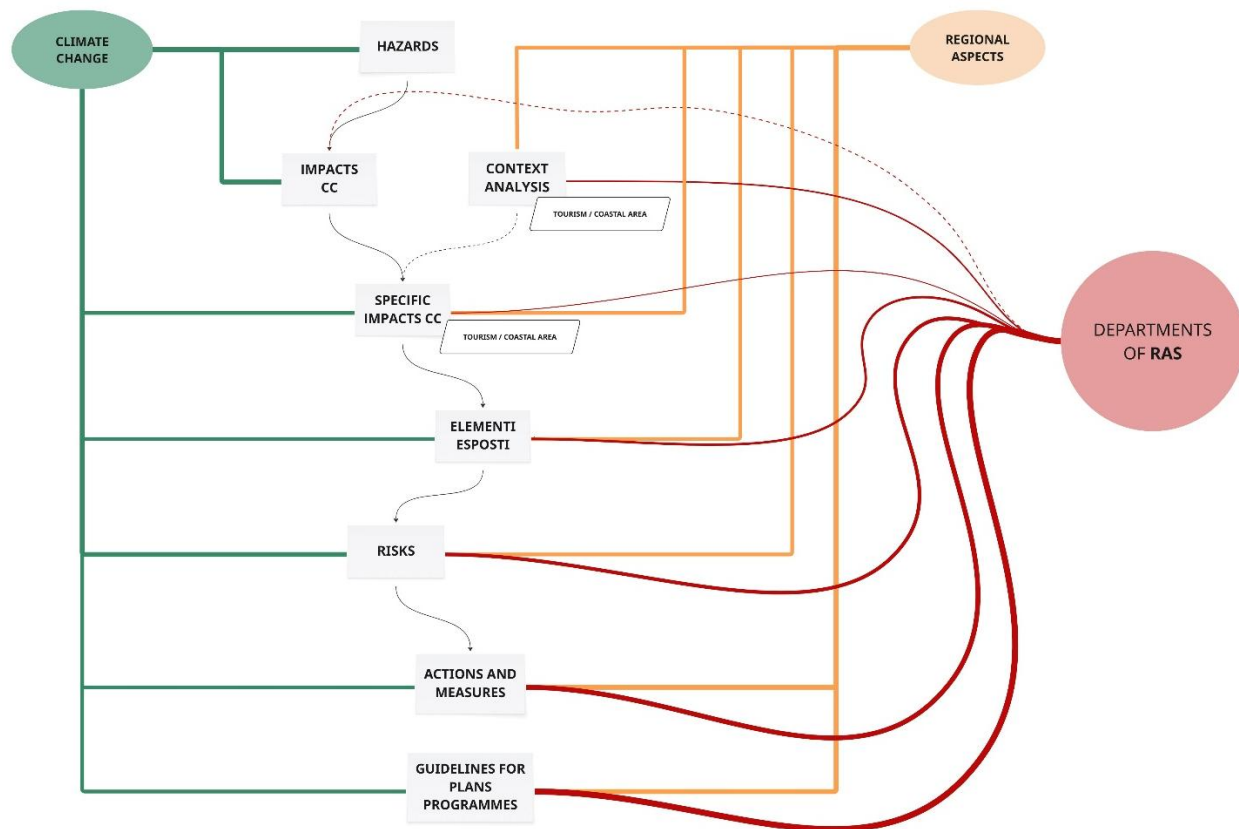 CLIMATE
CHANGE
HAZARDS
REGIONAL
ASPECTS
IMPACTS
CC
CONTEXT
ANALYSIS
TOURISM / COASTAL AREA
SPECIFIC
IMPACTS CC
TOURISM / COASTAL AREA
DEPARTMENTS
OF RAS
ELEMENTI
ESPOSTI
RISKS
ACTIONS AND
MEASURES
GUIDELINES FOR
PLANS
PROGRAMMES